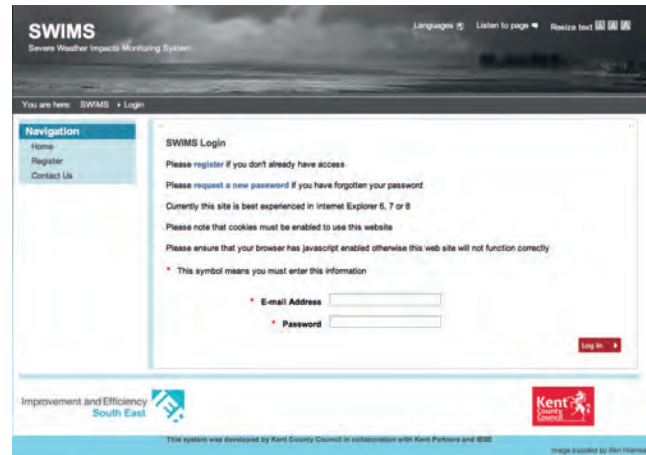 SWIMS
Severe Weather Impacts Monitoring System
Languages
Listen to page
Resize text A A A
You are here: SWIMS › Login
Navigation
Home
Register
Contact Us
SWIMS Login
Please register if you don't already have access
Please request a new password if you have forgotten your password
Currently this site is best experienced in Internet Explorer 6, 7 or 8
Please note that cookies must be enabled to use this website
Please ensure that your browser has javascript enabled otherwise this web site will not function correctly
* This symbol means you must enter this information
* E-mail Address
* Password
Log in
Improvement and Efficiency
South East
Kent
County
Council
This system was developed by Kent County Council in collaboration with Kent Partners and IESE
Image supplied by Ben Holmes